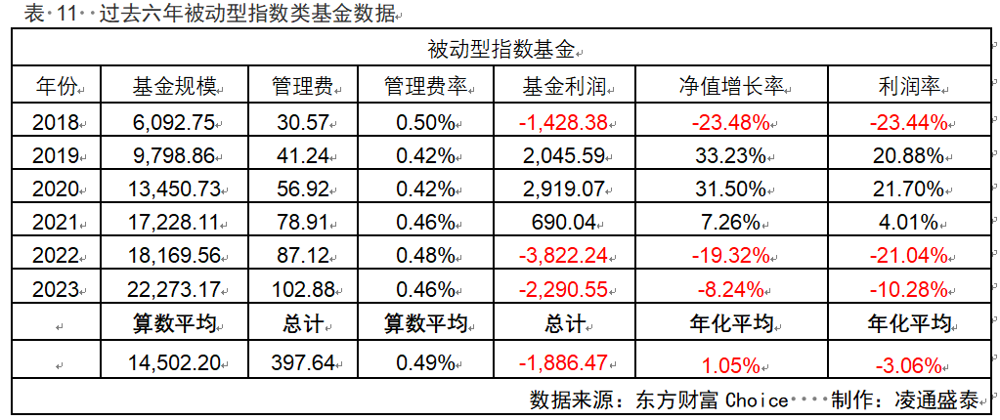 表 11 过去六年被动型指数类基金数据
被动型指数基金
年份 基金规模 管理费 管理费率 基金利润 净值增长率 利润率
2018 6,092.75 30.57 0.50% -1,428.38 -23.48% -23.44%
2019 9,798.86 41.24 0.42% 2,045.59 33.23% 20.88%
2020 13,450.73 56.92 0.42% 2,919.07 31.50% 21.70%
2021 17,228.11 78.91 0.46% 690.04 7.26% 4.01%
2022 18,169.56 87.12 0.48% -3,822.24 -19.32% -21.04%
2023 22,273.17 102.88 0.46% -2,290.55 -8.24% -10.28%
算数平均 总计 算数平均 总计 年化平均 年化平均
14,502.20 397.64 0.49% -1,886.47 1.05% -3.06%
数据来源：东方财富 Choice 制作：凌通盛泰